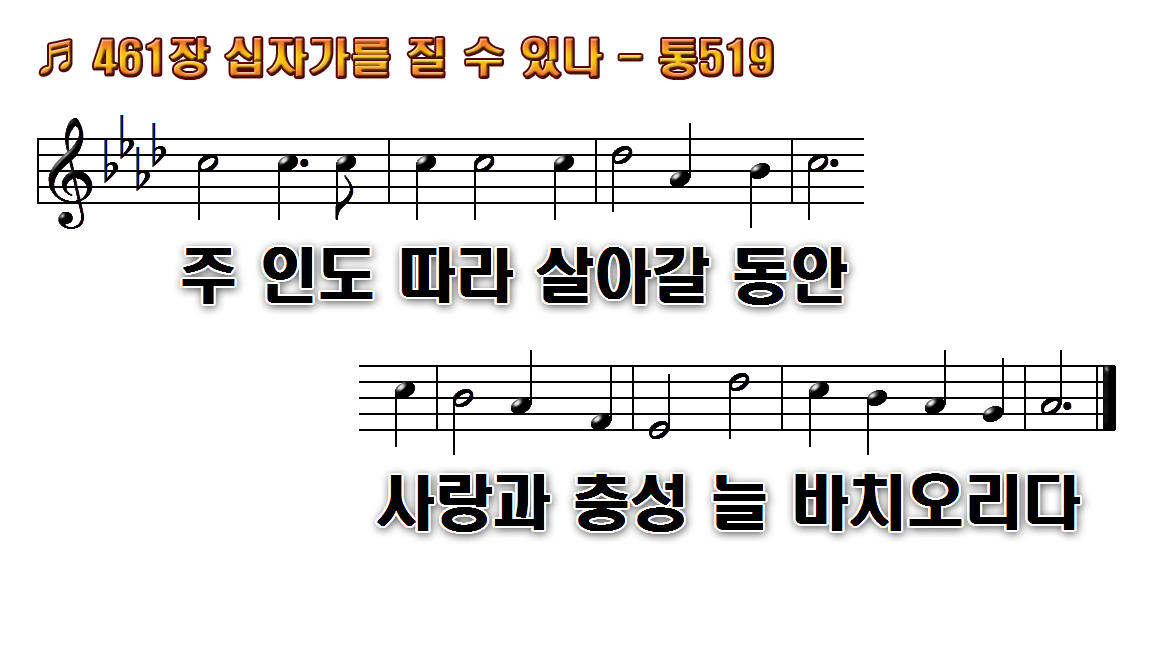 ♬ 461장 십자가를 질 수 있나 - 통519
주 인도 따라 살아갈 동안
사랑과 충성 늘 바치오리다